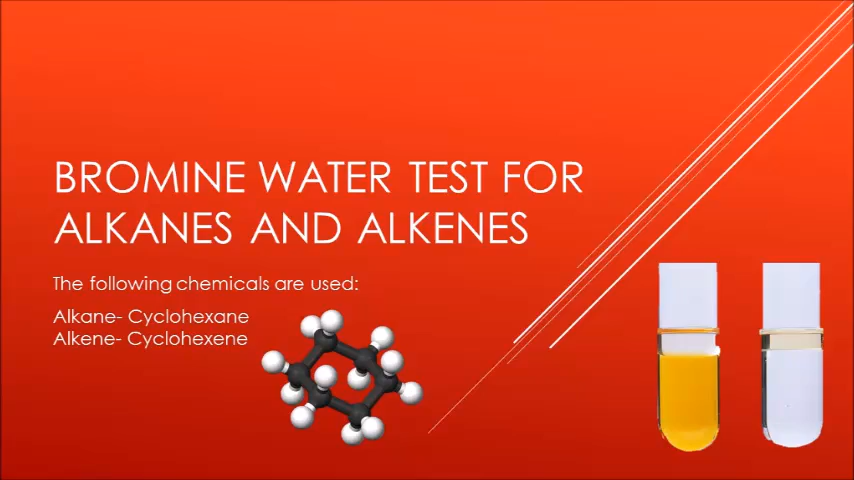 BROMINE WATER TEST FOR
ALKANES AND ALKENES
The following chemicals are used:
Alkane- Cyclohexane
Alkene- Cyclohexene